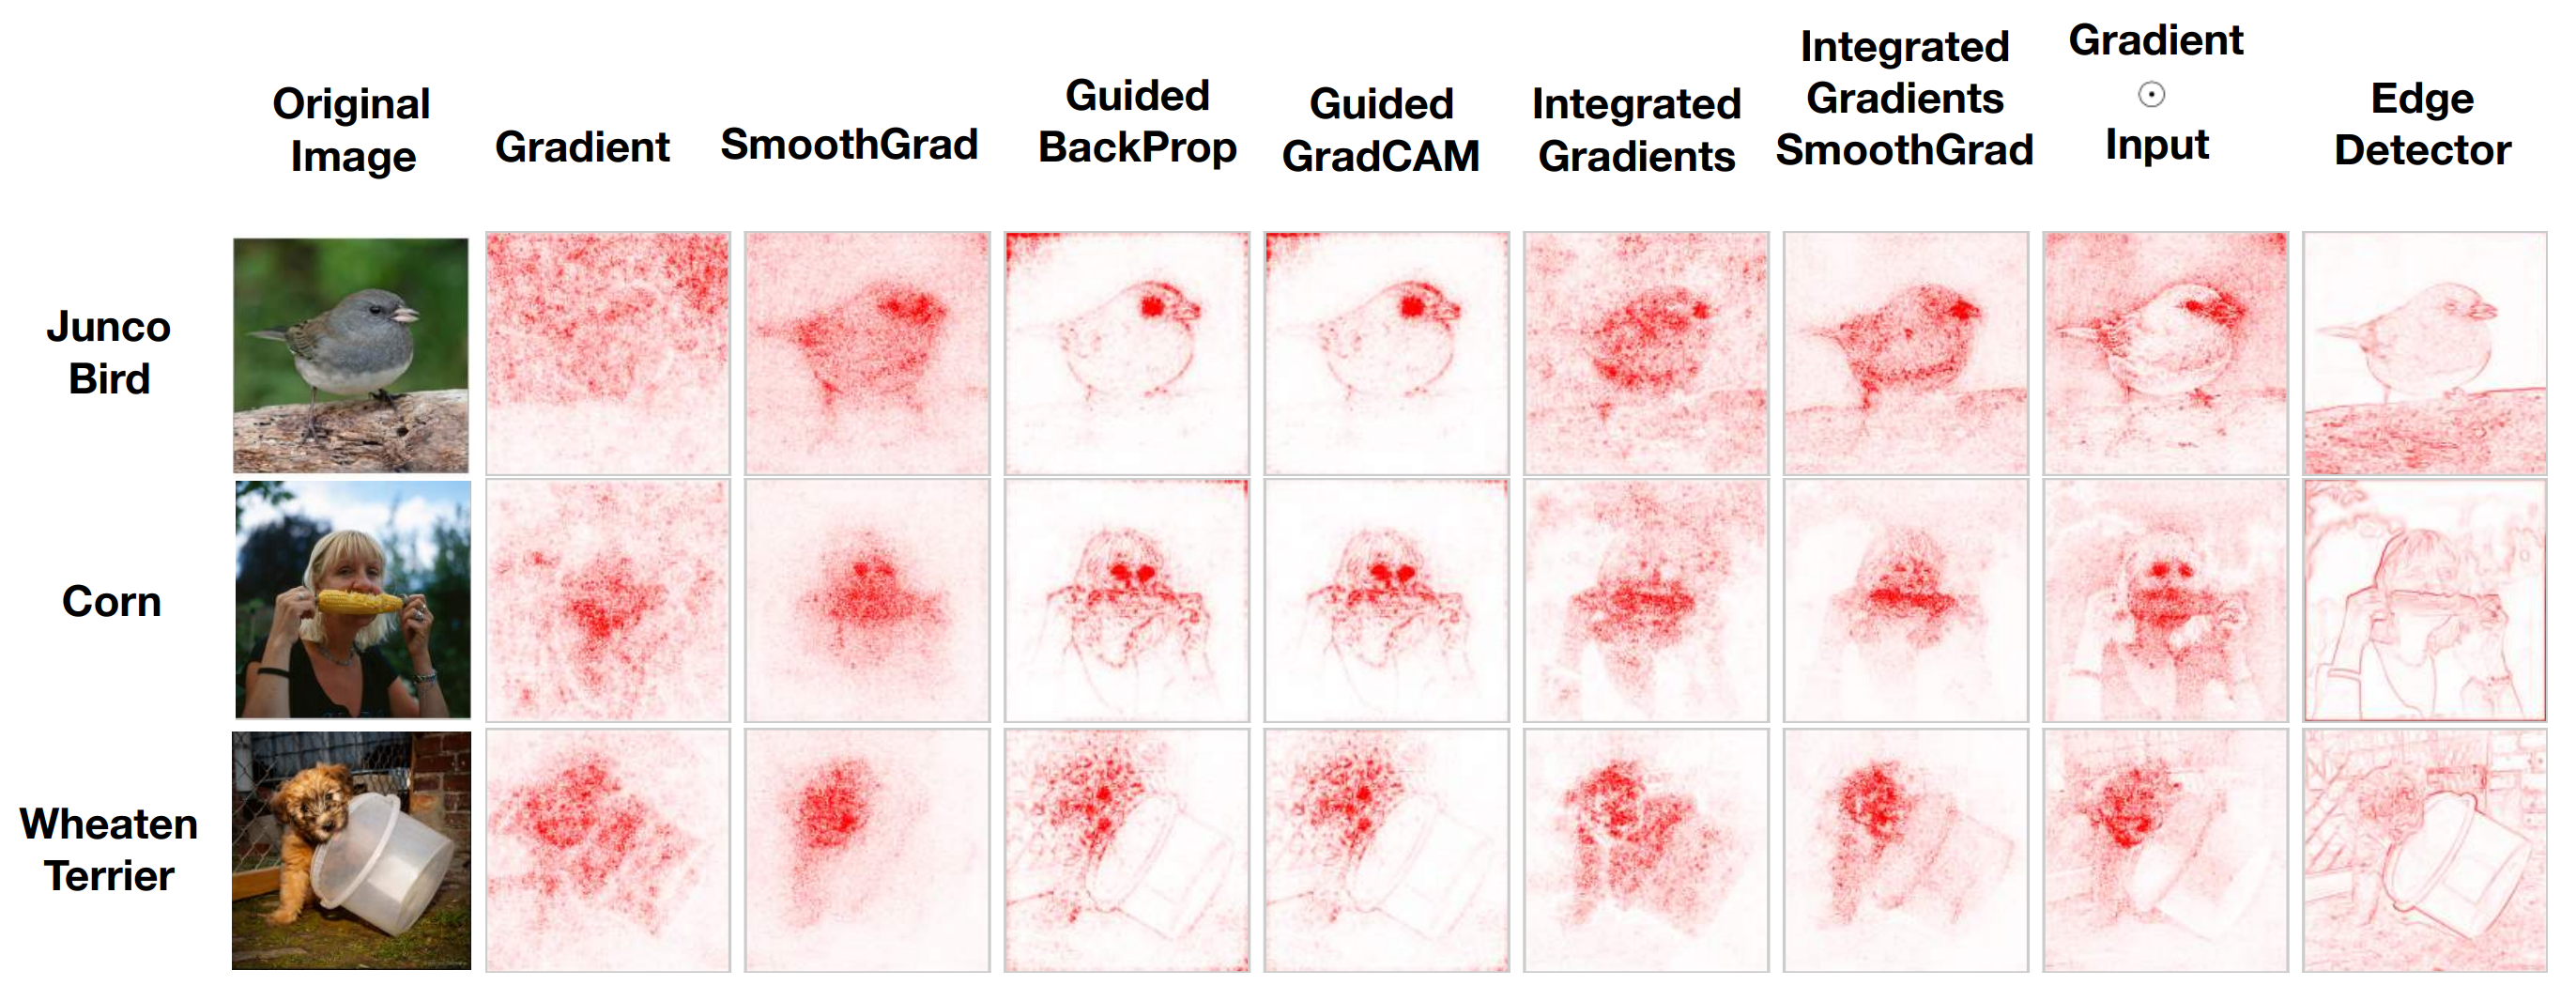 Original
Image
Gradient
SmoothGrad
Guided
BackProp
Guided
GradCAM
Integrated
Gradients
Integrated
Gradients
SmoothGrad
Gradient
⊙
Input
Edge
Detector
Junco
Bird
Corn
Wheaten
Terrier